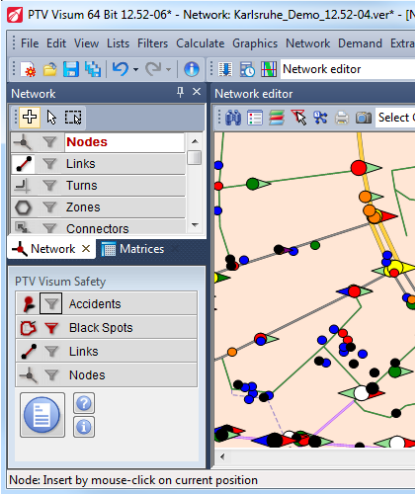 PTV Visum 64 Bit 12.52-06* - Network: Karlsruhe_Demo_12.52-04.ver* - [N
File Edit View Lists Filters Calculate Graphics Network Demand Extra
Network editor
Network
Network editor
Select
Nodes
Links
Turns
Zones
Connectors
Network
Matrices
PTV Visum Safety
Accidents
Black Spots
Links
Nodes
Node: Insert by mouse-click on current position